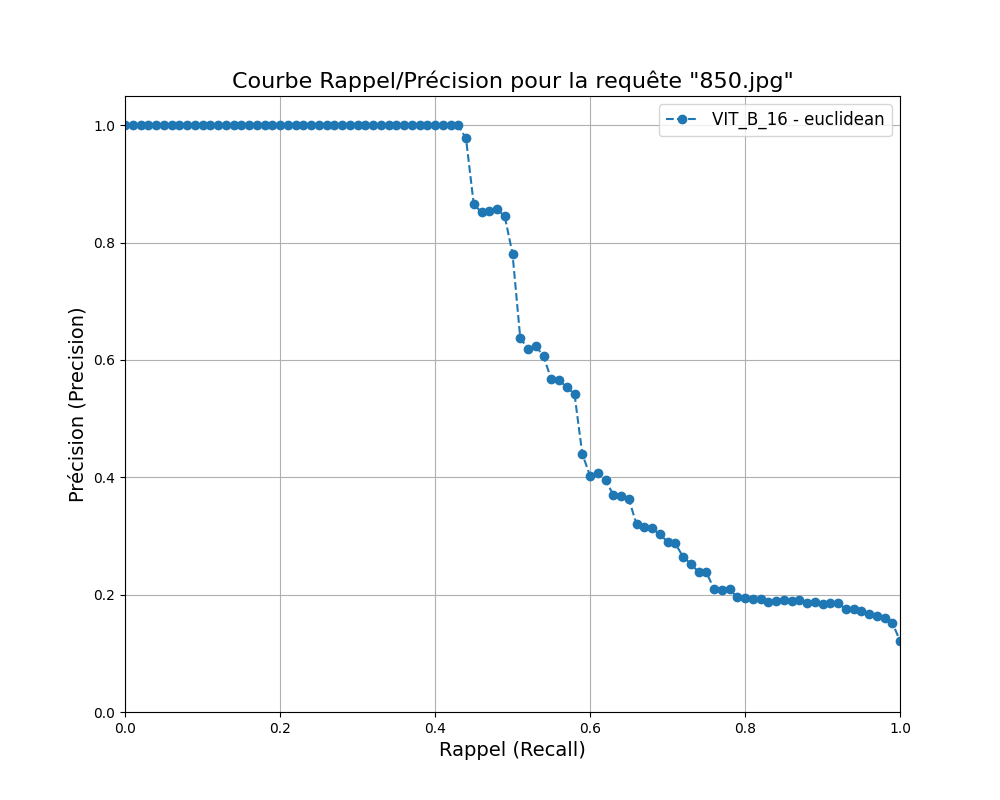 Courbe Rappel/Précision pour la requête "850.jpg"
VIT_B_16 - euclidean
Précision (Precision)
1.0
0.8
0.6
0.4
0.2
0.0
0.0 0.2 0.4 0.6 0.8 1.0
Rappel (Recall)